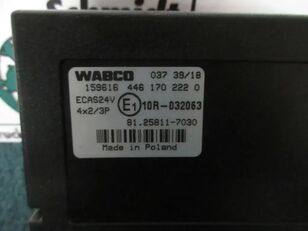 WABCO 037 39/18
159616 446 170 222 0
ECAS24V
4x2/3P
E1 10R-032063
81.25811-7030
Made in Poland